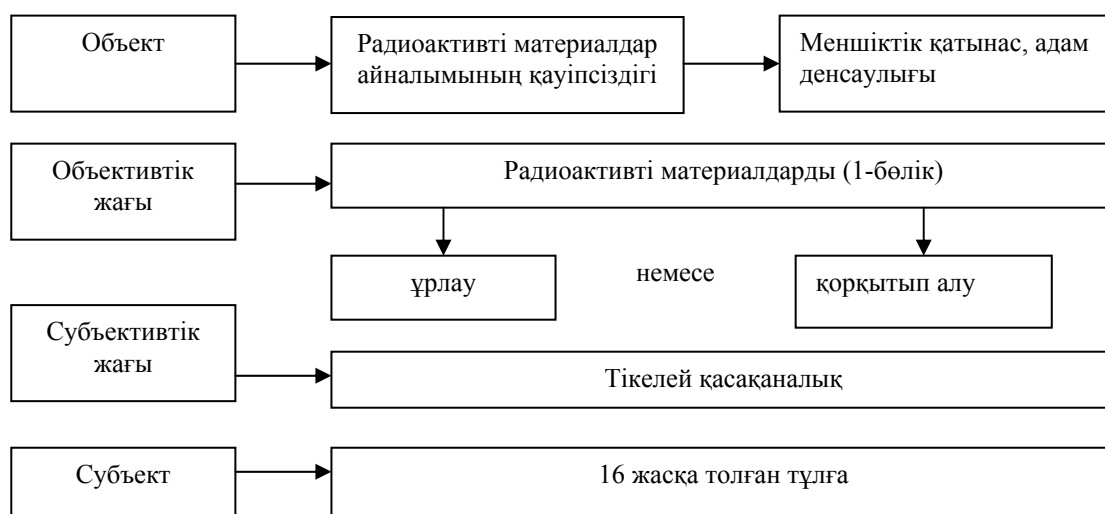 Объект
Радиоактивті материалдар
айналымының қауіпсіздігі
Меншіктік қатынас, адам
денсаулығы
Объективтік
жағы
Радиоактивті материалдарды (1-бөлік)
ұрлау
немесе
қорқытып алу
Субъективтік
жағы
Тікелей қасақаналық
Субъект
16 жасқа толған тұлға